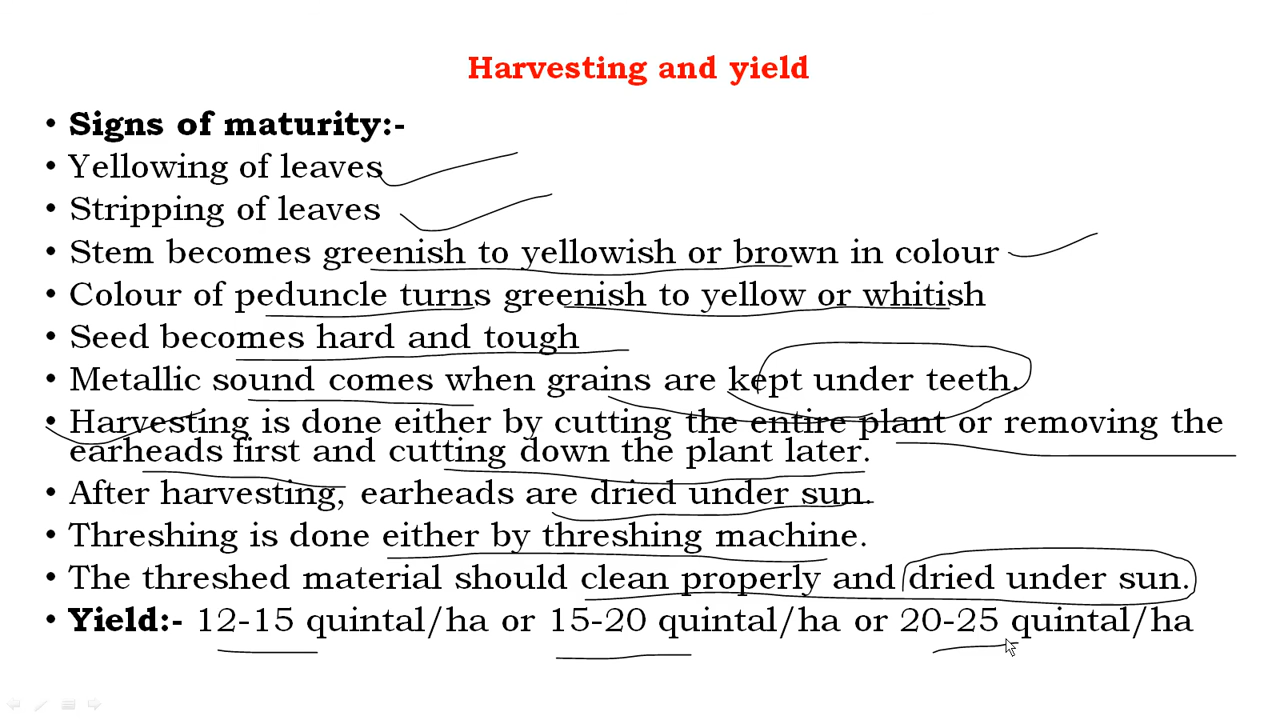 Harvesting and yield
• Signs of maturity:-
• Yellowing of leaves
• Stripping of leaves
• Stem becomes greenish to yellowish or brown in colour
• Colour of peduncle turns greenish to yellow or whitish
• Seed becomes hard and tough
• Metallic sound comes when grains are kept under teeth.
• Harvesting is done either by cutting the entire plant or removing the
earheads first and cutting down the plant later.
• After harvesting, earheads are dried under sun.
• Threshing is done either by threshing machine.
• The threshed material should clean properly and dried under sun.
• Yield:- 12-15 quintal/ha or 15-20 quintal/ha or 20-25 quintal/ha